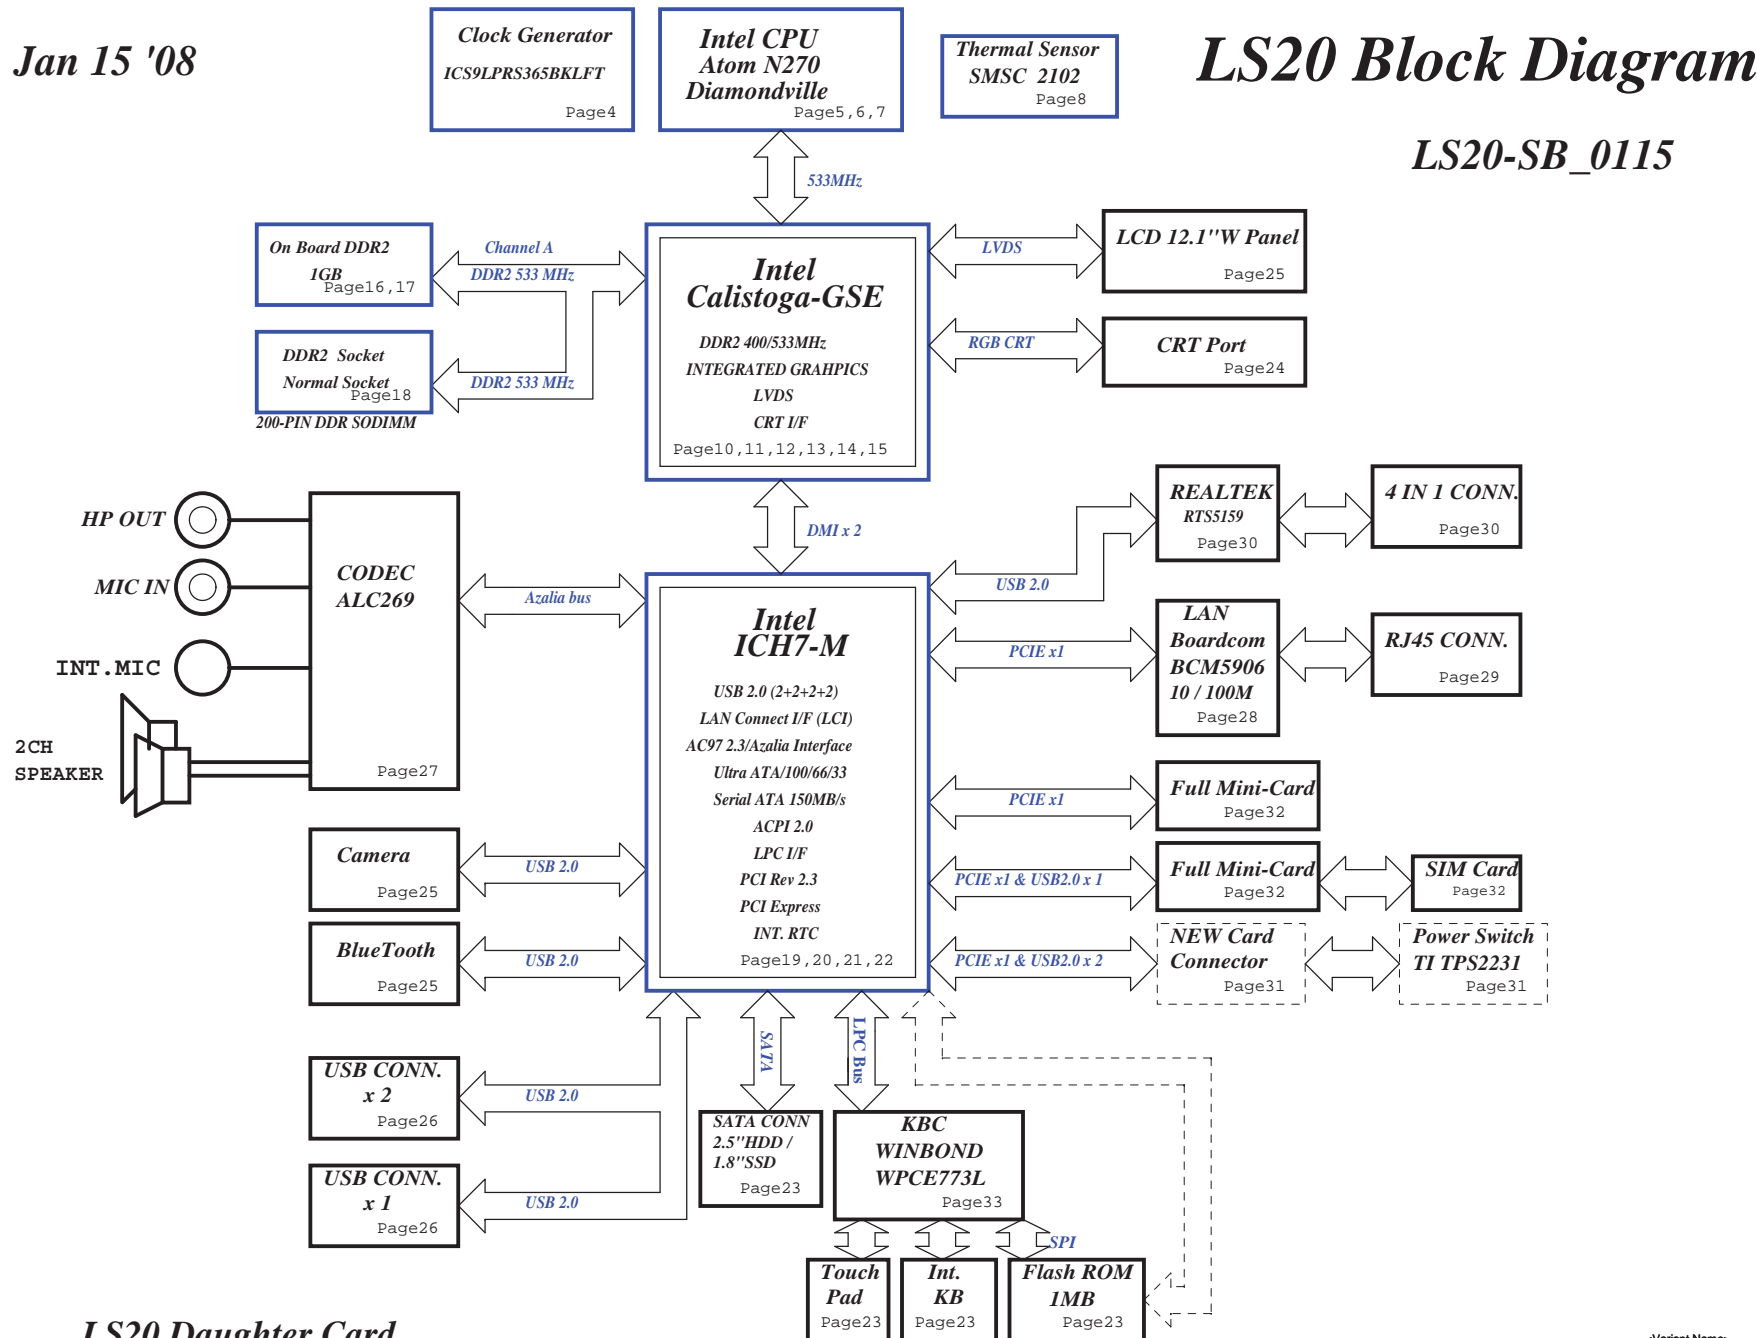 Jan 15 '08
LS20 Block Diagram
LS20-SB_0115
Clock Generator
ICS9LPRS365BKLFT
Page4
Intel CPU
Atom N270
Diamondville
Page5,6,7
Thermal Sensor
SMSC 2102
Page8
533MHz
On Board DDR2
1GB
Page16,17
Channel A
DDR2 533 MHz
DDR2 Socket
Normal Socket
Page18
200-PIN DDR SODIMM
DDR2 533 MHz
Intel
Calistoga-GSE
DDR2 400/533MHz
INTEGRATED GRAHPICS
LVDS
CRT I/F
Page10,11,12,13,14,15
LVDS
LCD 12.1''W Panel
Page25
RGB CRT
CRT Port
Page24
DMI x 2
HP OUT
MIC IN
INT.MIC
2CH
SPEAKER
CODEC
ALC269
Page27
Azalia bus
Intel
ICH7-M
USB 2.0 (2+2+2+2)
LAN Connect I/F (LCI)
AC97 2.3/Azalia Interface
Ultra ATA/100/66/33
Serial ATA 150MB/s
ACPI 2.0
LPC I/F
PCI Rev 2.3
PCI Express
INT. RTC
Page19,20,21,22
USB 2.0
REALTEK
RTS5159
Page30
4 IN 1 CONN.
Page30
PCIE x1
LAN
Boardcom
BCM5906
10 / 100M
Page28
RJ45 CONN.
Page29
PCIE x1
Full Mini-Card
Page32
PCIE x1 & USB2.0 x 1
Full Mini-Card
Page32
SIM Card
Page32
PCIE x1 & USB2.0 x 2
NEW Card
Connector
Page31
Power Switch
TI TPS2231
Page31
Camera
Page25
USB 2.0
BlueTooth
Page25
USB 2.0
USB CONN.
x 2
Page26
USB 2.0
USB CONN.
x 1
Page26
USB 2.0
SATA
SATA CONN
2.5''HDD /
1.8''SSD
Page23
LPC Bus
KBC
WINBOND
WPCE773L
Page33
SPI
Touch
Pad
Page23
Int.
KB
Page23
Flash ROM
1MB
Page23
LS20 Daughter Card